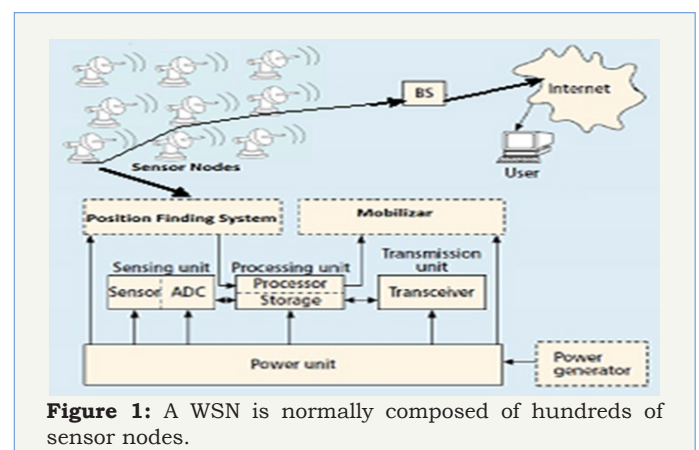 BS
Internet
User
Sensor Nodes
Position Finding System
Mobilizar
Sensing unit
Processing unit
Transmission
unit
Sensor
ADC
Processor
Storage
Transceiver
Power unit
Power
generator
Figure 1: A WSN is normally composed of hundreds of
sensor nodes.